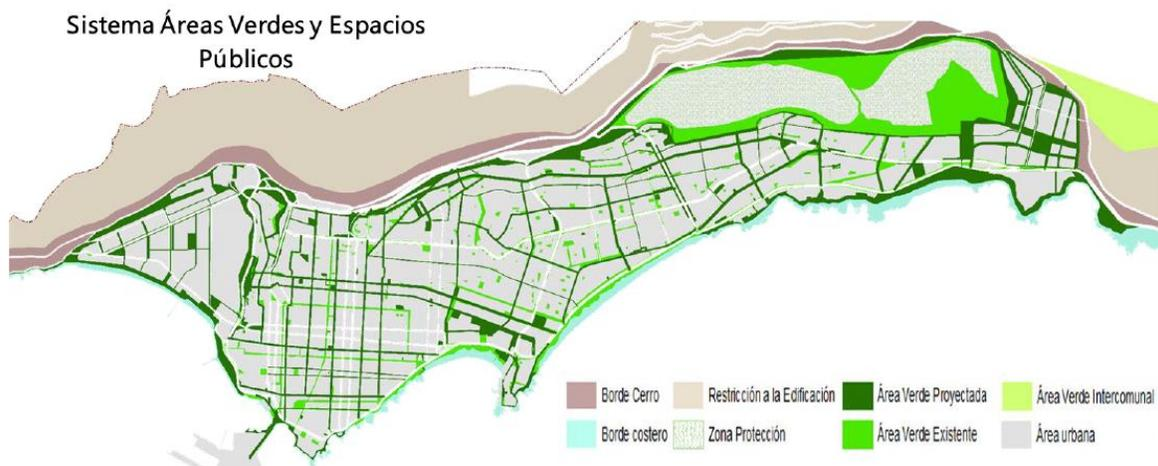 Sistema Áreas Verdes y Espacios
Públicos
Borde Cerro
Restricción a la Edificación
Área Verde Proyectada
Área Verde Intercomunal
Borde costero
Zona Protección
Área Verde Existente
Área urbana